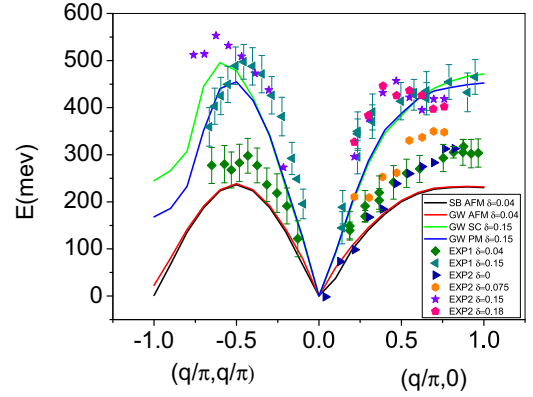 600
500
400
300
200
100
0
E(mev)
-1.0 -0.5 0.0 0.5 1.0
(q/π,q/π) (q/π,0)
SB AFM δ=0.04
GW AFM δ=0.04
GW SC δ=0.15
GW PM δ=0.15
EXP1 δ=0.04
EXP1 δ=0.15
EXP2 δ=0
EXP2 δ=0.075
EXP2 δ=0.15
EXP2 δ=0.18